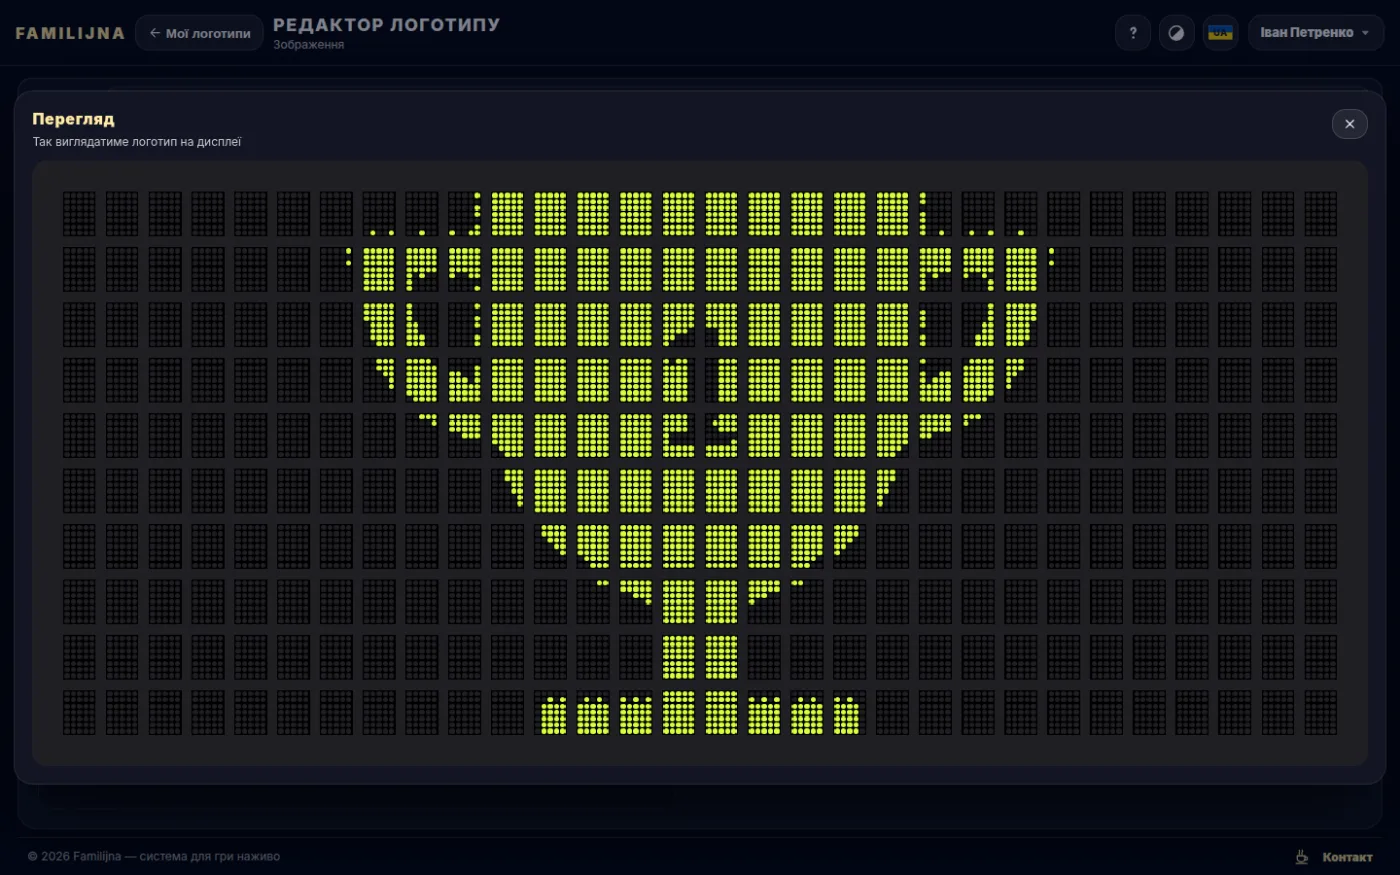 FAMILIJNA
← Мої логотипи
РЕДАКТОР ЛОГОТИПУ
Зображення
?
UA
Іван Петренко
Перегляд
Так виглядатиме логотип на дисплеї
© 2026 Familijna — система для гри наживо
Контакт